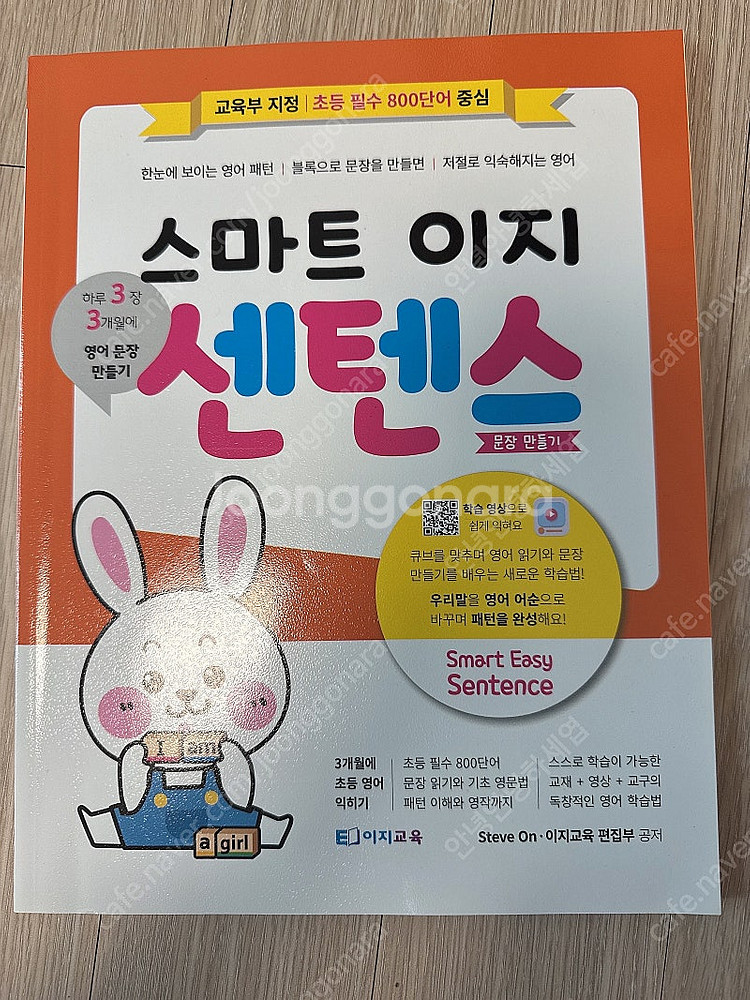 교육부 지정 | 초등 필수 800단어 중심
한눈에 보이는 영어 패턴 | 블록으로 문장을 만들면 | 저절로 익숙해지는 영어
스마트 이지
하루 3장
3개월에
영어 문장
만들기
센텐스
문장 만들기
학습 영상으로
쉽게 익혀요
큐브를 맞추며 영어 읽기와 문장
만들기를 배우는 새로운 학습법!
우리말을 영어 어순으로
바꾸며 패턴을 완성해요!
Smart Easy
Sentence
I am
a girl
3개월에
초등 영어
익히기
초등 필수 800단어
문장 읽기와 기초 영문법
패턴 이해와 영작까지
스스로 학습이 가능한
교재 + 영상 + 교구의
독창적인 영어 학습법
이지교육
Steve On · 이지교육 편집부 공저
Joonggonara
cafe.naver.com/joonggonara